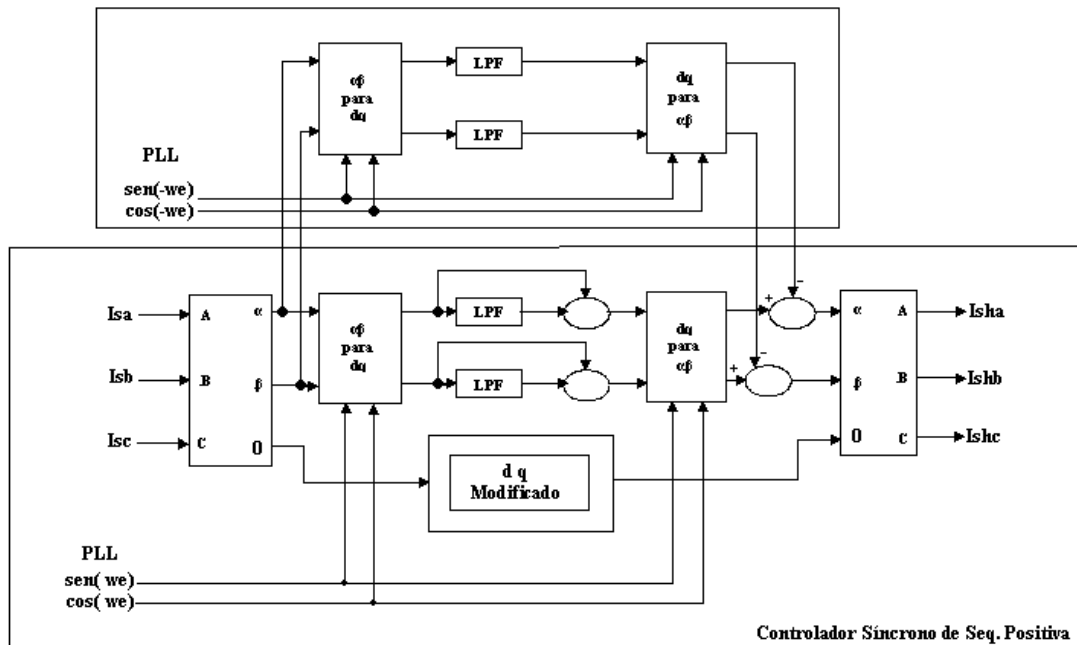 αβ
para
dq
LPF
dq
para
αβ
LPF
PLL
sen(-we)
cos(-we)
Isa
A
α
αβ
para
dq
LPF
dq
para
αβ
+
-
α
A
Isha
Isb
B
β
LPF
+
-
β
B
Ishb
Isc
C
0
d q
Modificado
0
C
Ishc
PLL
sen( we)
cos( we)
Controlador Síncrono de Seq. Positiva